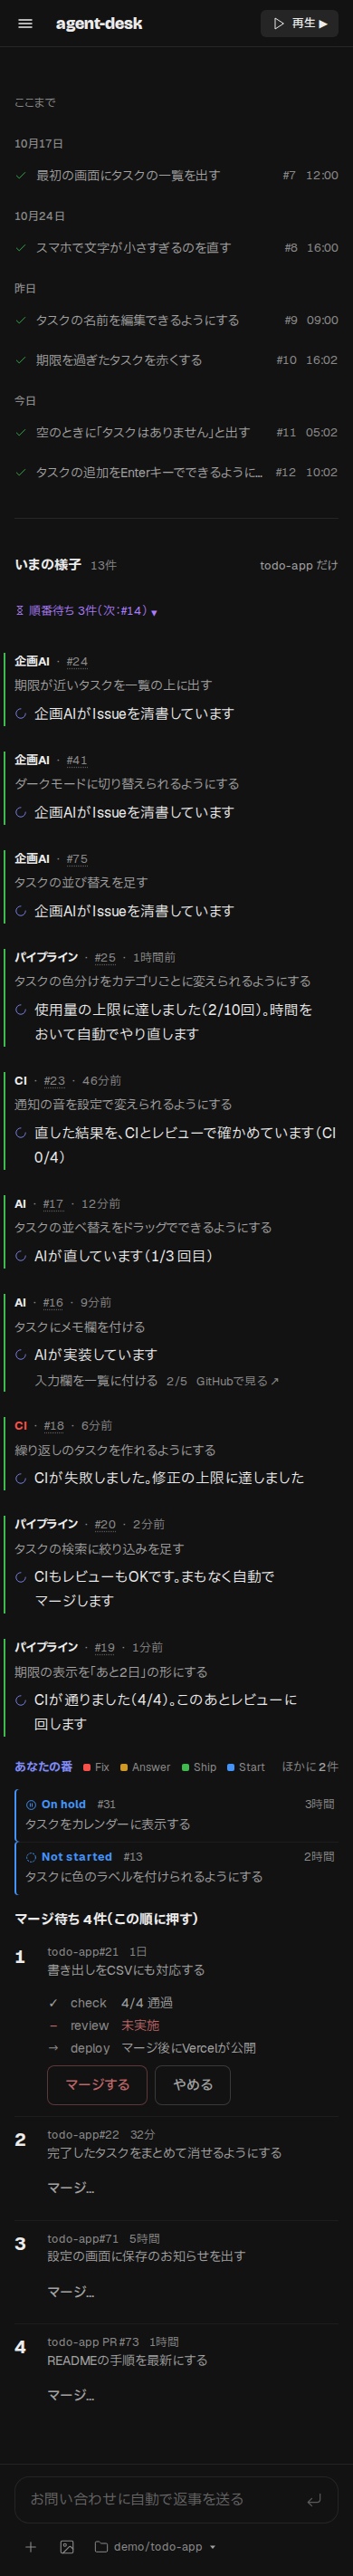 agent-desk
再生 ▶
ここまで
10月17日
✓ 最初の画面にタスクの一覧を出す #7 12:00
10月24日
✓ スマホで文字が小さすぎるのを直す #8 16:00
昨日
✓ タスクの名前を編集できるようにする #9 09:00
✓ 期限を過ぎたタスクを赤くする #10 16:02
今日
✓ 空のときに「タスクはありません」と出す #11 05:02
✓ タスクの追加をEnterキーでできるように… #12 10:02
いまの様子 13件 todo-app だけ
順番待ち 3件（次：#14）▼
企画AI · #24
期限が近いタスクを一覧の上に出す
企画AIがIssueを清書しています
企画AI · #41
ダークモードに切り替えられるようにする
企画AIがIssueを清書しています
企画AI · #75
タスクの並び替えを足す
企画AIがIssueを清書しています
パイプライン · #25 · 1時間前
タスクの色分けをカテゴリごとに変えられるようにする
使用量の上限に達しました（2/10回）。時間を
おいて自動でやり直します
CI · #23 · 46分前
通知の音を設定で変えられるようにする
直した結果を、CIとレビューで確かめています（CI
0/4）
AI · #17 · 12分前
タスクの並べ替えをドラッグでできるようにする
AIが直しています（1/3 回目）
AI · #16 · 9分前
タスクにメモ欄を付ける
AIが実装しています
入力欄を一覧に付ける 2/5 GitHubで見る ↗
CI · #18 · 6分前
繰り返しのタスクを作れるようにする
CIが失敗しました。修正の上限に達しました
パイプライン · #20 · 2分前
タスクの検索に絞り込みを足す
CIもレビューもOKです。まもなく自動で
マージします
パイプライン · #19 · 1分前
期限の表示を「あと2日」の形にする
CIが通りました（4/4）。このあとレビューに
回します
あなたの番 Fix Answer Ship Start ほかに 2 件
On hold #31 3時間
タスクをカレンダーに表示する
Not started #13 2時間
タスクに色のラベルを付けられるようにする
マージ待ち 4件（この順に押す）
1 todo-app#21 1日
書き出しをCSVにも対応する
✓ check 4/4 通過
– review 未実施
→ deploy マージ後にVercelが公開
マージする やめる
2 todo-app#22 32分
完了したタスクをまとめて消せるようにする
マージ…
3 todo-app#71 5時間
設定の画面に保存のお知らせを出す
マージ…
4 todo-app PR#73 1時間
READMEの手順を最新にする
マージ…
お問い合わせに自動で返事を送る
demo/todo-app